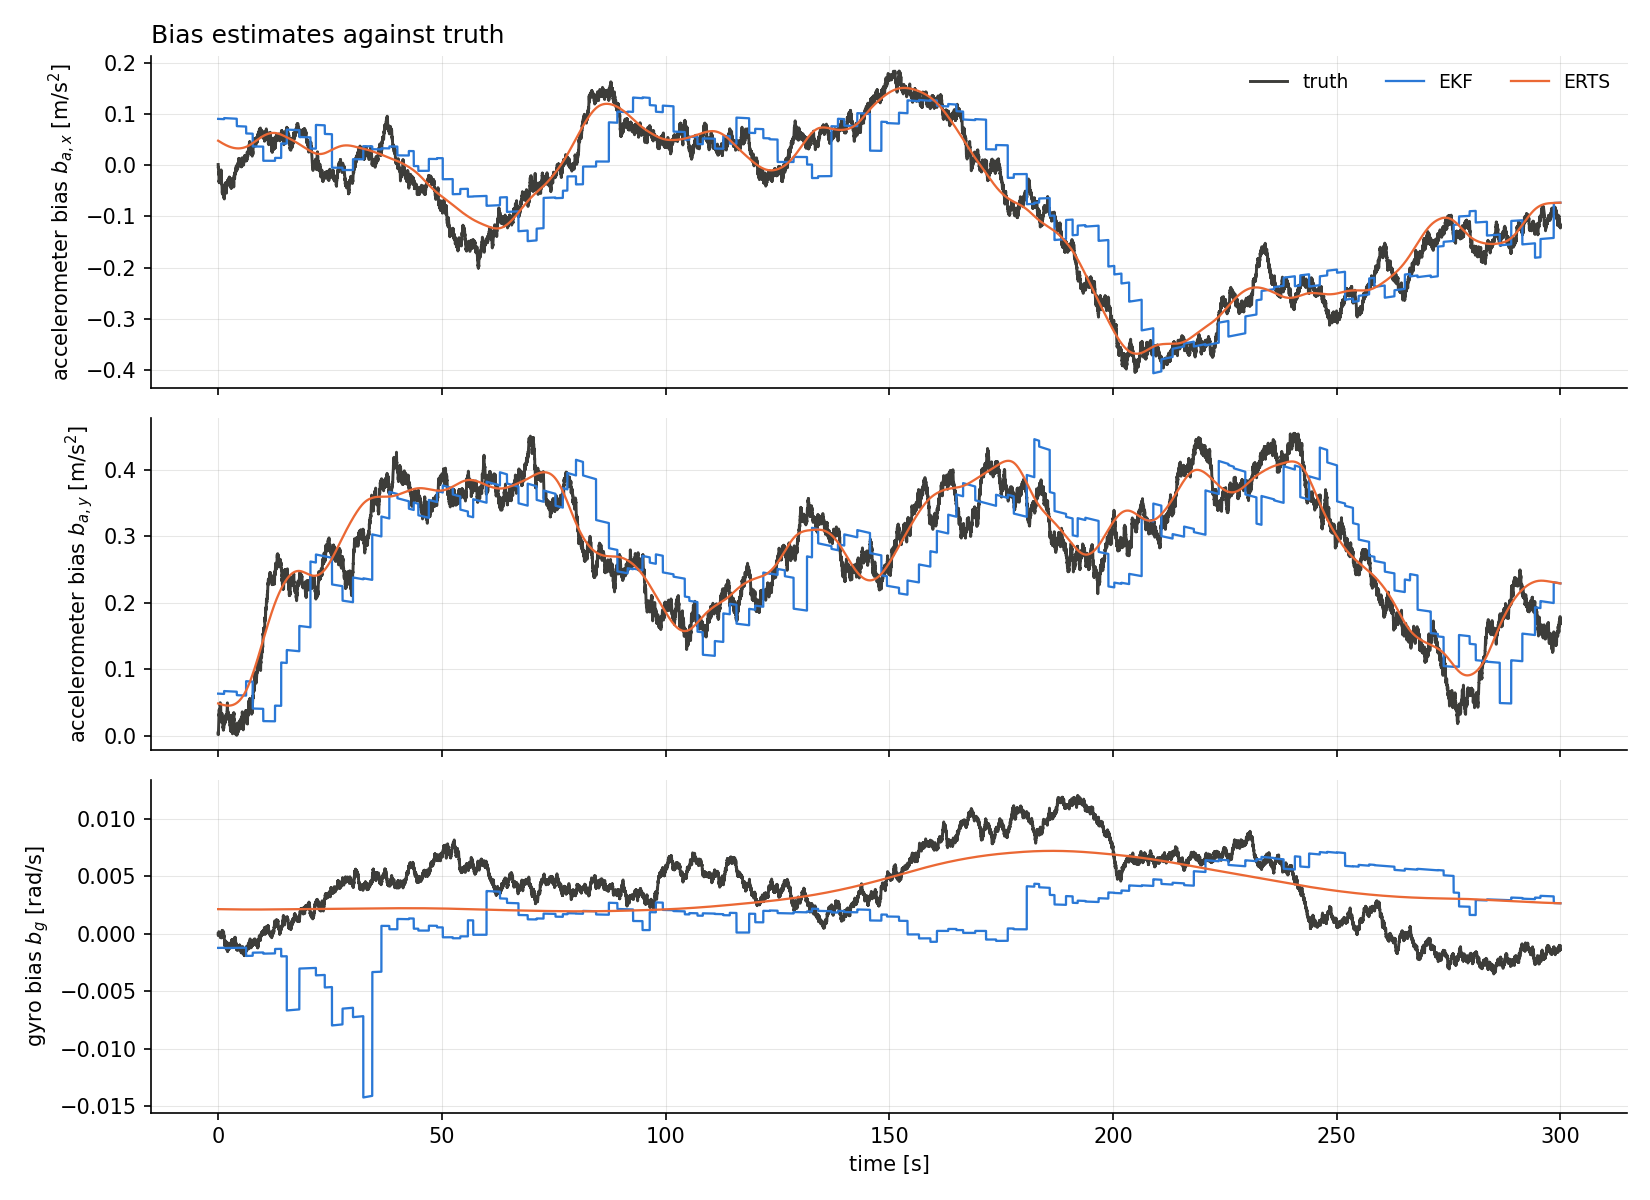 Bias estimates against truth
truth EKF ERTS
accelerometer bias b_{a,x} [m/s²]
0.2
0.1
0.0
−0.1
−0.2
−0.3
−0.4
accelerometer bias b_{a,y} [m/s²]
0.4
0.3
0.2
0.1
0.0
gyro bias b_g [rad/s]
0.010
0.005
0.000
−0.005
−0.010
−0.015
0 50 100 150 200 250 300
time [s]